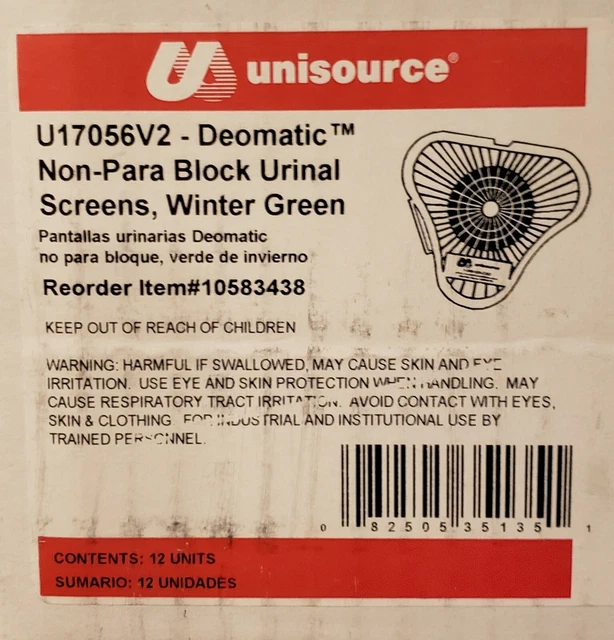 unisource®
U17056V2 - Deomatic™
Non-Para Block Urinal
Screens, Winter Green
Pantallas urinarias Deomatic
no para bloque, verde de invierno
Reorder Item#10583438
KEEP OUT OF REACH OF CHILDREN
WARNING: HARMFUL IF SWALLOWED, MAY CAUSE SKIN AND EYE
IRRITATION. USE EYE AND SKIN PROTECTION WHEN HANDLING. MAY
CAUSE RESPIRATORY TRACT IRRITATION. AVOID CONTACT WITH EYES,
SKIN & CLOTHING. FOR INDUSTRIAL AND INSTITUTIONAL USE BY
TRAINED PERSONNEL.
unisource
0 82505 35135 1
CONTENTS: 12 UNITS
SUMARIO: 12 UNIDADES